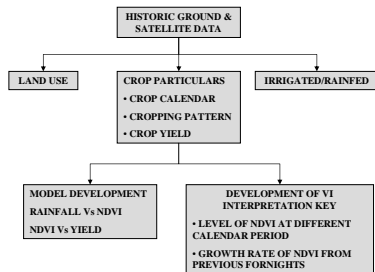 HISTORIC GROUND &
SATELLITE DATA
LAND USE
CROP PARTICULARS
• CROP CALENDAR
• CROPPING PATTERN
• CROP YIELD
IRRIGATED/RAINFED
MODEL DEVELOPMENT
RAINFALL Vs NDVI
NDVI Vs YIELD
DEVELOPMENT OF VI
INTERPRETATION KEY
• LEVEL OF NDVI AT DIFFERENT
CALENDAR PERIOD
• GROWTH RATE OF NDVI FROM
PREVIOUS FORNIGHTS